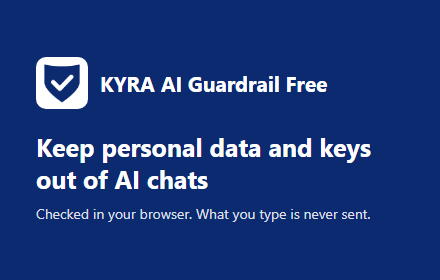 KYRA AI Guardrail Free
Keep personal data and keys
out of AI chats
Checked in your browser. What you type is never sent.